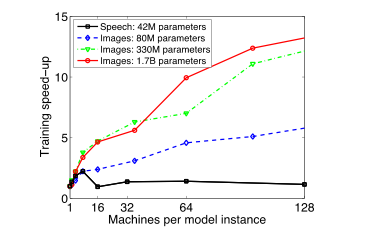 15
10
5
0
Training speed−up
Speech: 42M parameters
Images: 80M parameters
Images: 330M parameters
Images: 1.7B parameters
1 16 32 64 128
Machines per model instance